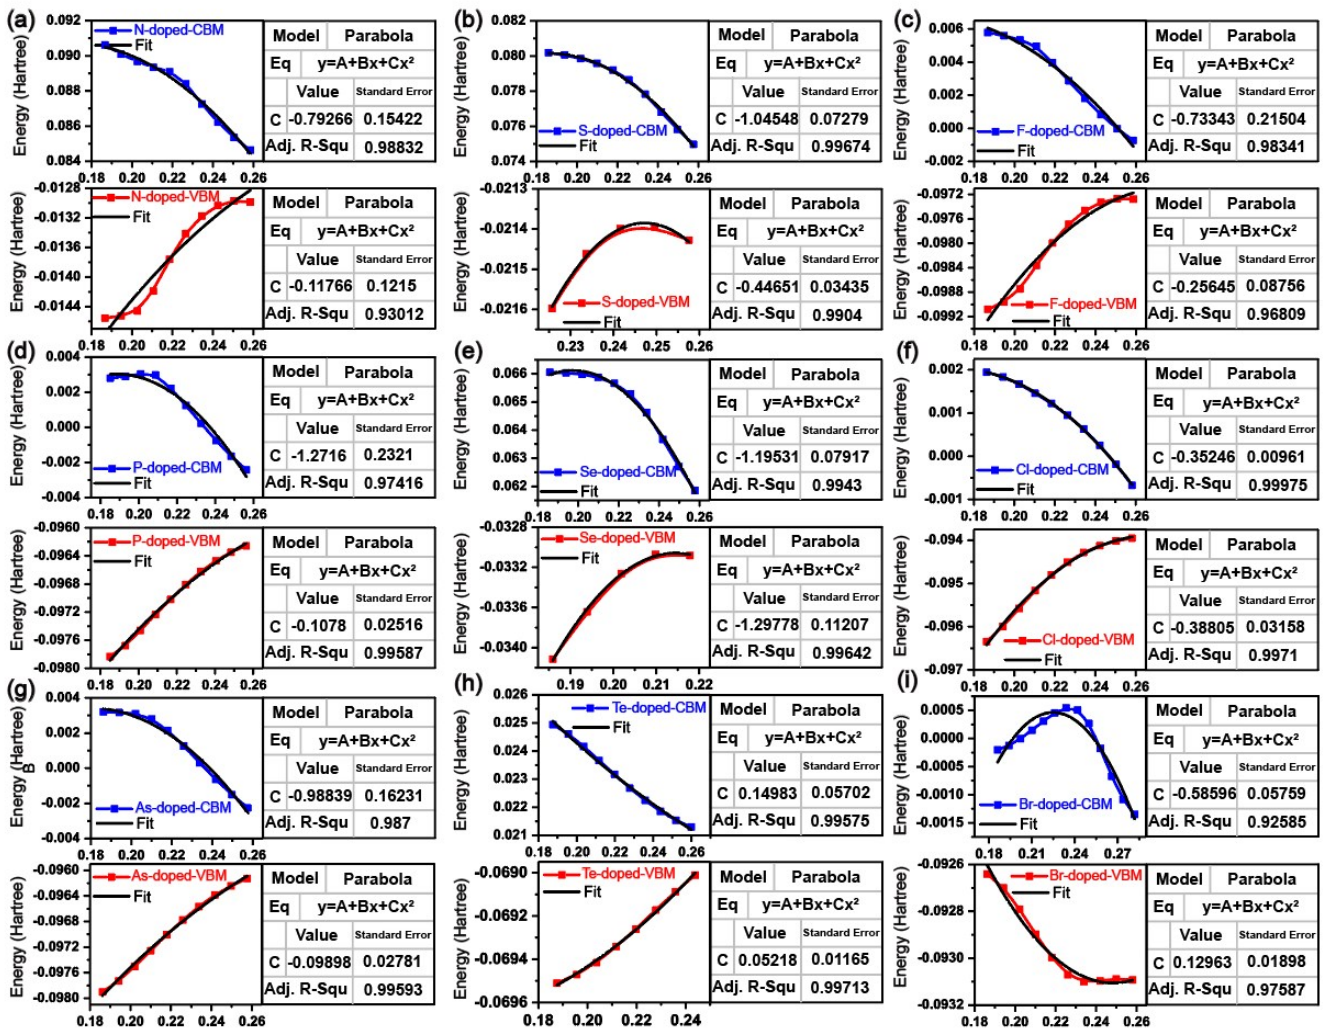 (a)
Energy (Hartree)
0.092
0.090
0.088
0.086
0.084
N-doped-CBM
Fit
0.18 0.20 0.22 0.24 0.26
Model Parabola
Eq y=A+Bx+Cx²
Value Standard Error
C -0.79266 0.15422
Adj. R-Squ 0.98832
Energy (Hartree)
-0.0128
-0.0132
-0.0136
-0.0140
-0.0144
N-doped-VBM
Fit
0.18 0.20 0.22 0.24 0.26
Model Parabola
Eq y=A+Bx+Cx²
Value Standard Error
C -0.11766 0.1215
Adj. R-Squ 0.93012
(b)
Energy (Hartree)
0.082
0.080
0.078
0.076
0.074
S-doped-CBM
Fit
0.18 0.20 0.22 0.24 0.26
Model Parabola
Eq y=A+Bx+Cx²
Value Standard Error
C -1.04548 0.07279
Adj. R-Squ 0.99674
Energy (Hartree)
-0.0213
-0.0214
-0.0215
-0.0216
S-doped-VBM
Fit
0.23 0.24 0.25 0.26
Model Parabola
Eq y=A+Bx+Cx²
Value Standard Error
C -0.44651 0.03435
Adj. R-Squ 0.9904
(c)
Energy (Hartree)
0.006
0.004
0.002
0.000
-0.002
F-doped-CBM
Fit
0.18 0.20 0.22 0.24 0.26
Model Parabola
Eq y=A+Bx+Cx²
Value Standard Error
C -0.73343 0.21504
Adj. R-Squ 0.98341
Energy (Hartree)
-0.0972
-0.0976
-0.0980
-0.0984
-0.0988
-0.0992
F-doped-VBM
Fit
0.18 0.20 0.22 0.24 0.26
Model Parabola
Eq y=A+Bx+Cx²
Value Standard Error
C -0.25645 0.08756
Adj. R-Squ 0.96809
(d)
Energy (Hartree)
0.004
0.002
0.000
-0.002
-0.004
P-doped-CBM
Fit
0.18 0.20 0.22 0.24 0.26
Model Parabola
Eq y=A+Bx+Cx²
Value Standard Error
C -1.2716 0.2321
Adj. R-Squ 0.97416
Energy (Hartree)
-0.0960
-0.0964
-0.0968
-0.0972
-0.0976
-0.0980
P-doped-VBM
Fit
0.18 0.20 0.22 0.24 0.26
Model Parabola
Eq y=A+Bx+Cx²
Value Standard Error
C -0.1078 0.02516
Adj. R-Squ 0.99587
(e)
Energy (Hartree)
0.066
0.065
0.064
0.063
0.062
Se-doped-CBM
Fit
0.18 0.20 0.22 0.24 0.26
Model Parabola
Eq y=A+Bx+Cx²
Value Standard Error
C -1.19531 0.07917
Adj. R-Squ 0.9943
Energy (Hartree)
-0.0328
-0.0332
-0.0336
-0.0340
Se-doped-VBM
Fit
0.19 0.20 0.21 0.22
Model Parabola
Eq y=A+Bx+Cx²
Value Standard Error
C -1.29778 0.11207
Adj. R-Squ 0.99642
(f)
Energy (Hartree)
0.002
0.001
0.000
-0.001
Cl-doped-CBM
Fit
0.18 0.20 0.22 0.24 0.26
Model Parabola
Eq y=A+Bx+Cx²
Value Standard Error
C -0.35246 0.00961
Adj. R-Squ 0.99975
Energy (Hartree)
-0.094
-0.095
-0.096
-0.097
Cl-doped-VBM
Fit
0.18 0.20 0.22 0.24 0.26
Model Parabola
Eq y=A+Bx+Cx²
Value Standard Error
C -0.38805 0.03158
Adj. R-Squ 0.9971
(g)
Energy (Hartree)
B
0.004
0.002
0.000
-0.002
-0.004
As-doped-CBM
Fit
0.18 0.20 0.22 0.24 0.26
Model Parabola
Eq y=A+Bx+Cx²
Value Standard Error
C -0.98839 0.16231
Adj. R-Squ 0.987
Energy (Hartree)
-0.0960
-0.0964
-0.0968
-0.0972
-0.0976
-0.0980
As-doped-VBM
Fit
0.18 0.20 0.22 0.24 0.26
Model Parabola
Eq y=A+Bx+Cx²
Value Standard Error
C -0.09898 0.02781
Adj. R-Squ 0.99593
(h)
Energy (Hartree)
0.026
0.025
0.024
0.023
0.022
0.021
Te-doped-CBM
Fit
0.18 0.20 0.22 0.24 0.26
Model Parabola
Eq y=A+Bx+Cx²
Value Standard Error
C 0.14983 0.05702
Adj. R-Squ 0.99575
Energy (Hartree)
-0.0690
-0.0692
-0.0694
-0.0696
Te-doped-VBM
Fit
0.18 0.20 0.22 0.24
Model Parabola
Eq y=A+Bx+Cx²
Value Standard Error
C 0.05218 0.01165
Adj. R-Squ 0.99713
(i)
Energy (Hartree)
0.0005
0.0000
-0.0005
-0.0010
-0.0015
Br-doped-CBM
Fit
0.18 0.21 0.24 0.27
Model Parabola
Eq y=A+Bx+Cx²
Value Standard Error
C -0.58596 0.05759
Adj. R-Squ 0.92585
Energy (Hartree)
-0.0926
-0.0928
-0.0930
-0.0932
Br-doped-VBM
Fit
0.18 0.20 0.22 0.24 0.26
Model Parabola
Eq y=A+Bx+Cx²
Value Standard Error
C 0.12963 0.01898
Adj. R-Squ 0.97587